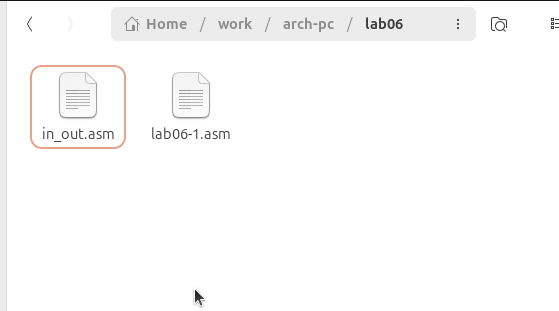 Home / work / arch-pc / lab06
in_out.asm lab06-1.asm